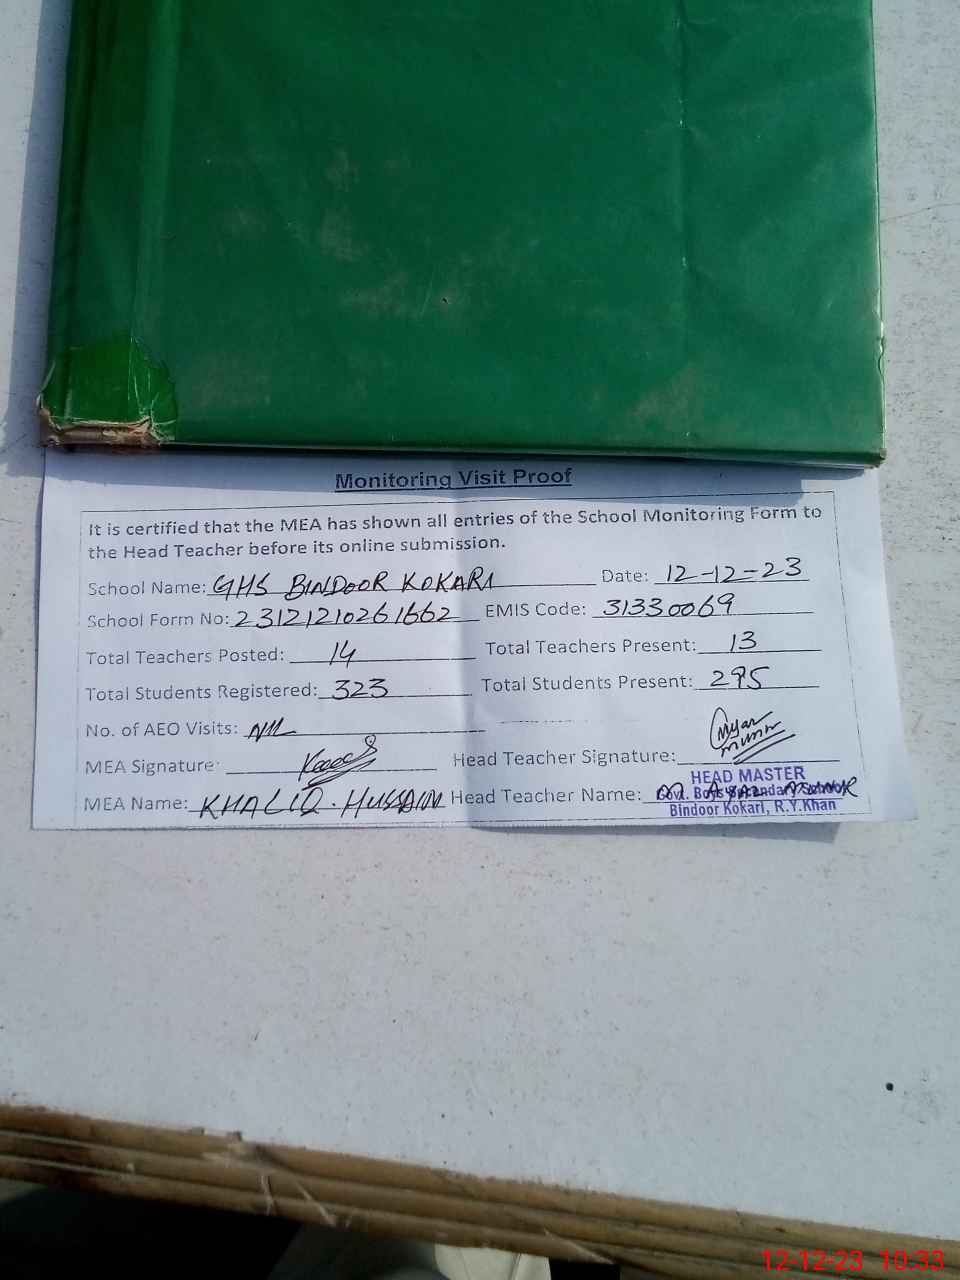 Monitoring Visit Proof
It is certified that the MEA has shown all entries of the School Monitoring Form to
the Head Teacher before its online submission.
School Name: GHS BINDOOR KOKARI Date: 12-12-23
School Form No: 23121210261662 EMIS Code: 31330069
Total Teachers Posted: 14 Total Teachers Present: 13
Total Students Registered: 323 Total Students Present: 295
No. of AEO Visits: Nil
MEA Signature: Head Teacher Signature:
MEA Name: KHALIQ. HUSSAIN Head Teacher Name: M
HEAD MASTER
Govt. Boys School
Bindoor Kokari, R.Y.Khan
12-12-23 10:33